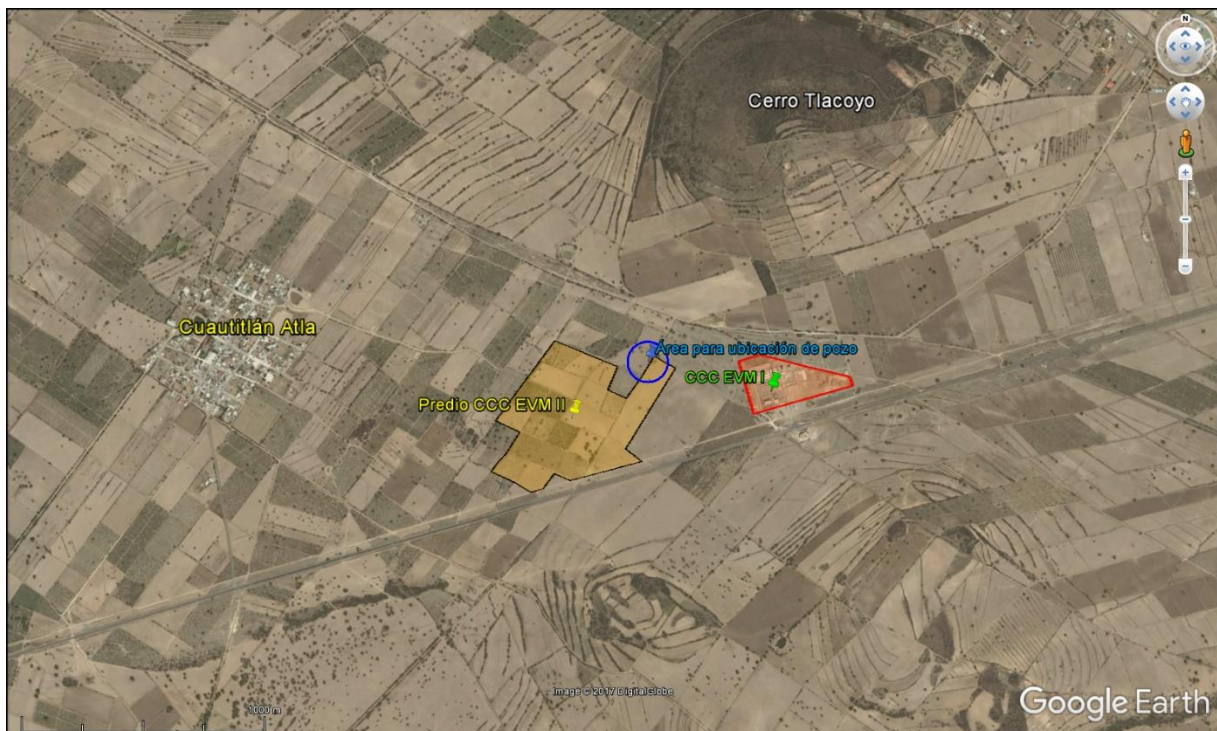 N
Cerro Tlacoyo
Cuautitlán Atla
Área para ubicación de pozo
CCC EVM I
Predio CCC EVM II
Image © 2017 DigitalGlobe
1000 m
Google Earth